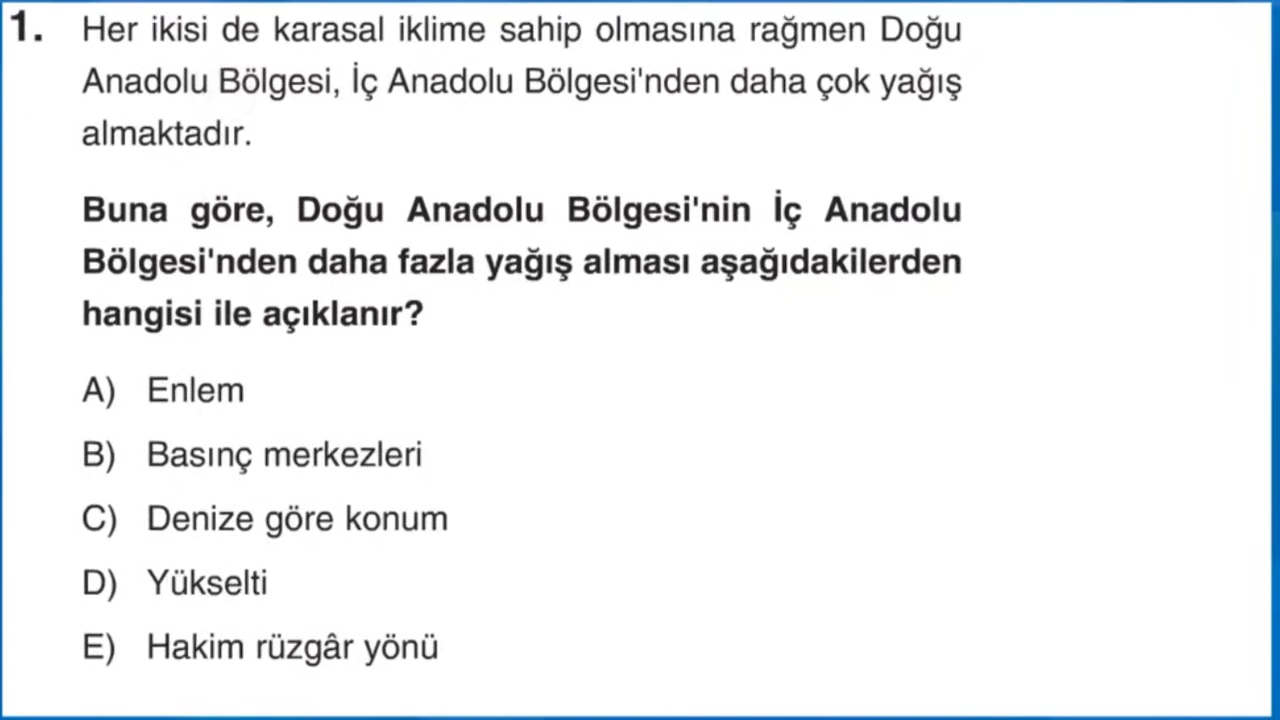 1. Her ikisi de karasal iklime sahip olmasına rağmen Doğu
Anadolu Bölgesi, İç Anadolu Bölgesi'nden daha çok yağış
almaktadır.
Buna göre, Doğu Anadolu Bölgesi'nin İç Anadolu
Bölgesi'nden daha fazla yağış alması aşağıdakilerden
hangisi ile açıklanır?
A) Enlem
B) Basınç merkezleri
C) Denize göre konum
D) Yükselti
E) Hakim rüzgâr yönü